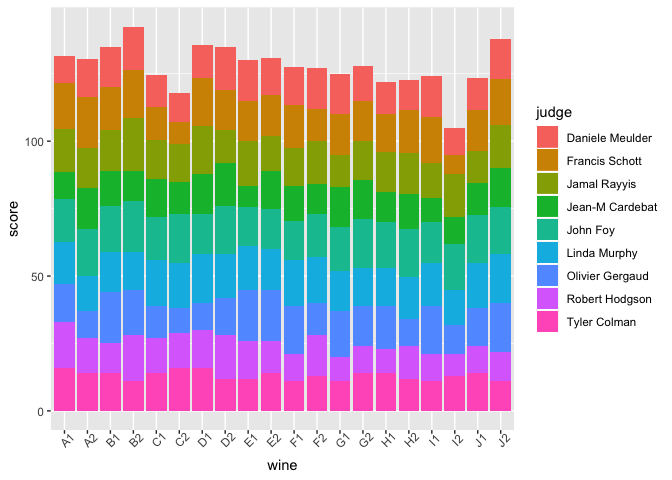 judge
Daniele Meulder
Francis Schott
Jamal Rayyis
Jean-M Cardebat
John Foy
Linda Murphy
Olivier Gergaud
Robert Hodgson
Tyler Colman
score
100
50
0
A1 A2 B1 B2 C1 C2 D1 D2 E1 E2 F1 F2 G1 G2 H1 H2 I1 I2 J1 J2
wine